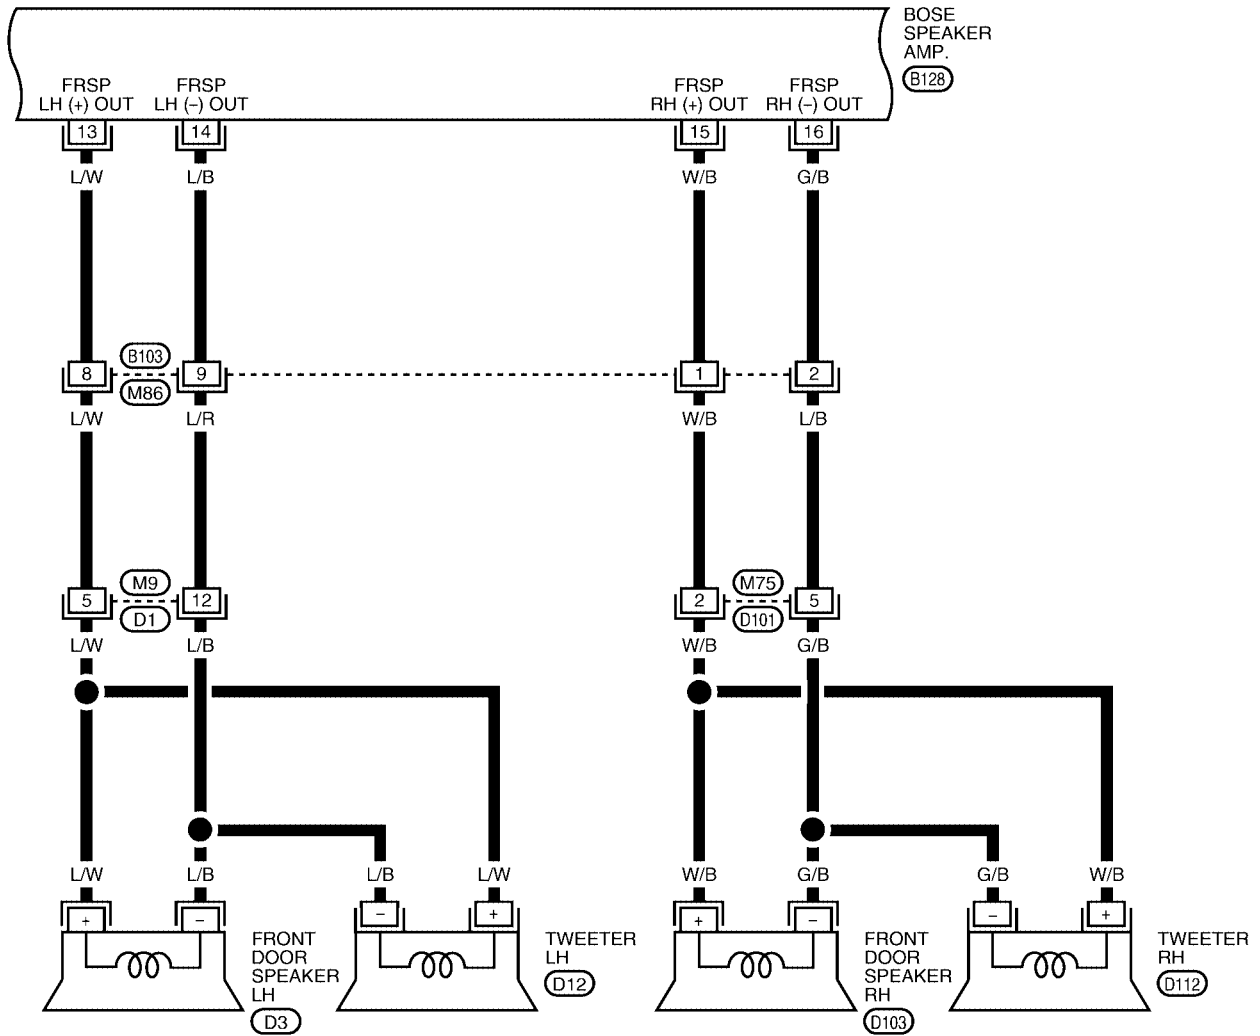 BOSE
SPEAKER
AMP.
B128
FRSP
LH (+) OUT
FRSP
LH (−) OUT
FRSP
RH (+) OUT
FRSP
RH (−) OUT
13 14 15 16
L/W L/B W/B G/B
B103
8 9 1 2
M86
L/W L/R W/B L/B
M9 M75
5 12 2 5
D1 D101
L/W L/B W/B G/B
L/W L/B L/B L/W W/B G/B G/B W/B
+ − − + + − − +
FRONT
DOOR
SPEAKER
LH
D3
TWEETER
LH
D12
FRONT
DOOR
SPEAKER
RH
D103
TWEETER
RH
D112